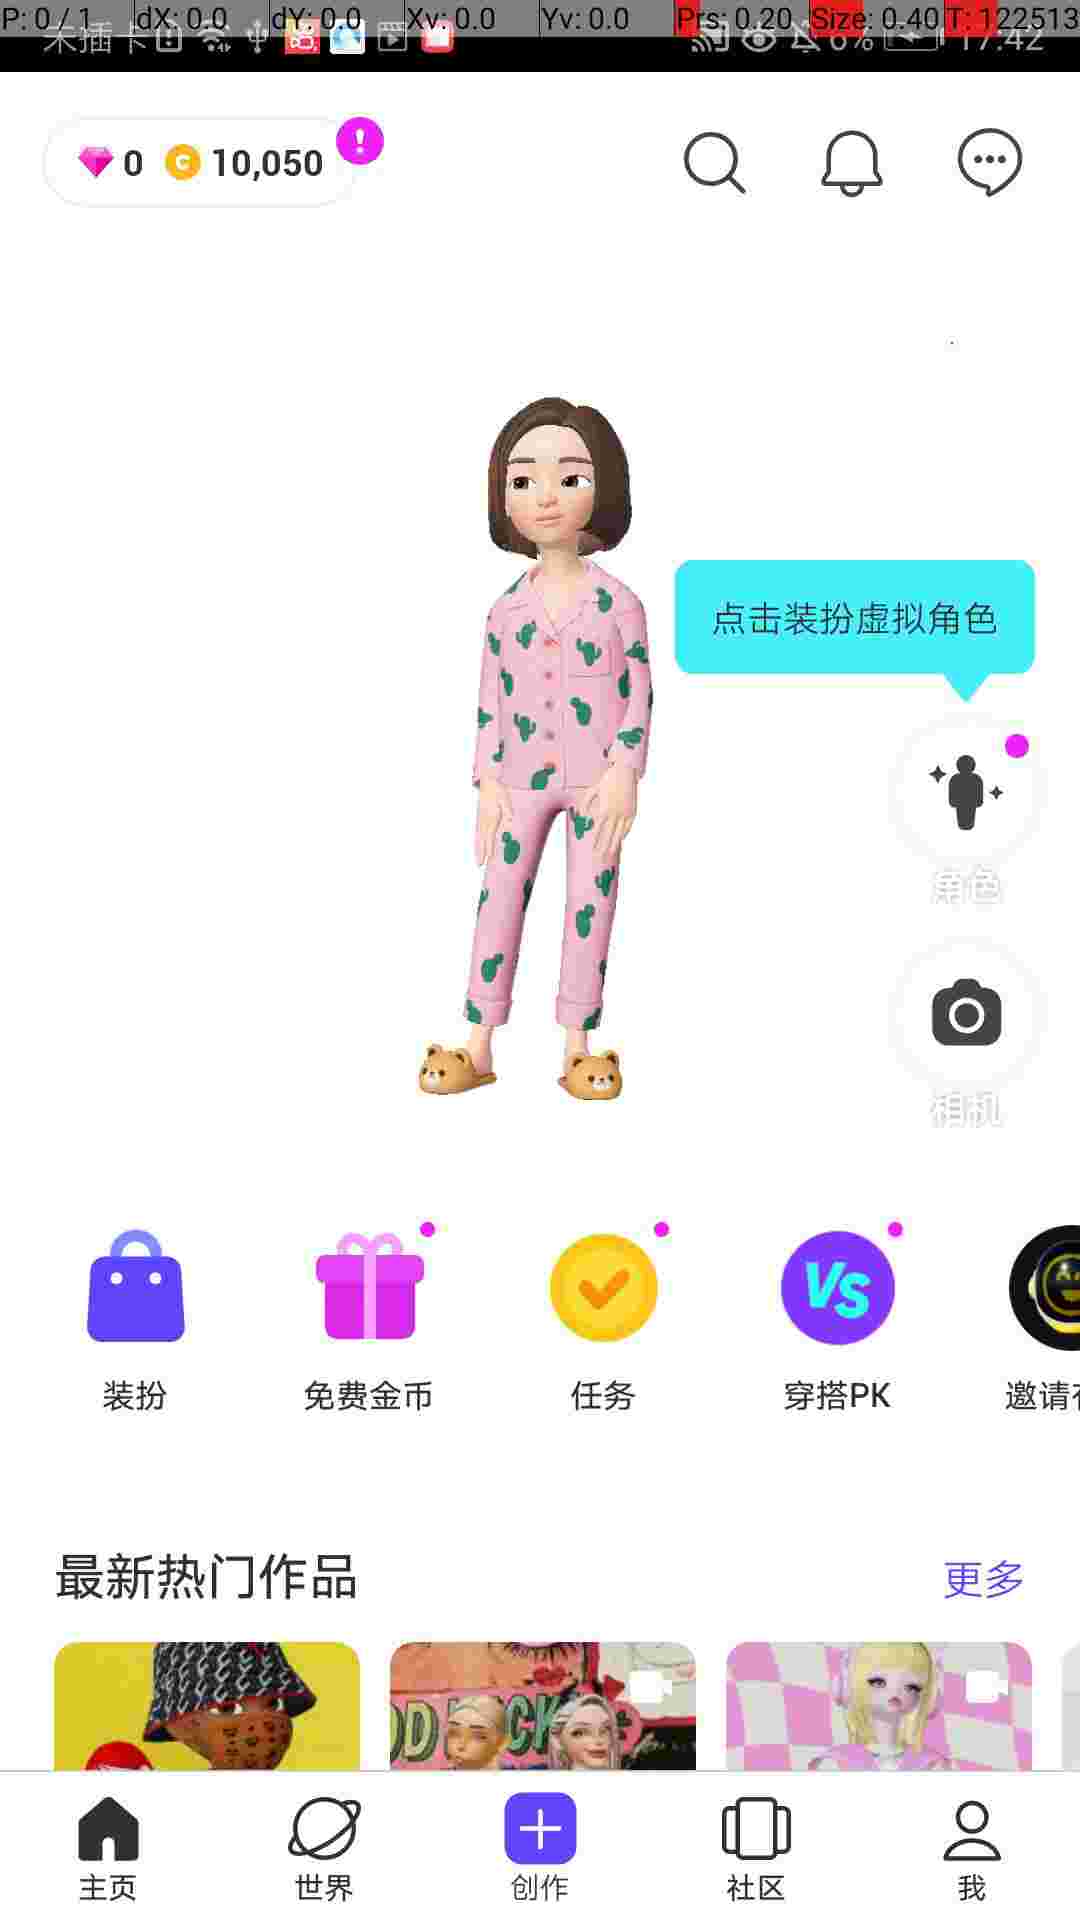 P: 0 / 1 dX: 0.0 dY: 0.0 Xv: 0.0 Yv: 0.0 Prs: 0.20 Size: 0.40 T: 122513
未插卡 6% 17:42
0 10,050
点击装扮虚拟角色
角色
相机
装扮 免费金币 任务 穿搭PK 邀请
最新热门作品 更多
主页 世界 创作 社区 我